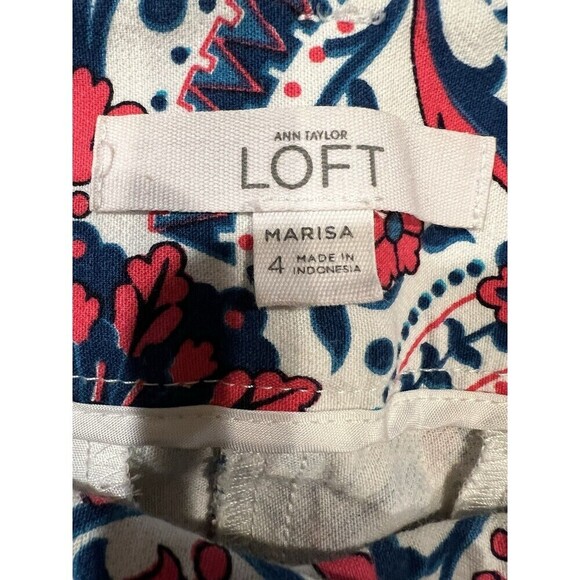 ANN TAYLOR
LOFT
MARISA
4 MADE IN
INDONESIA